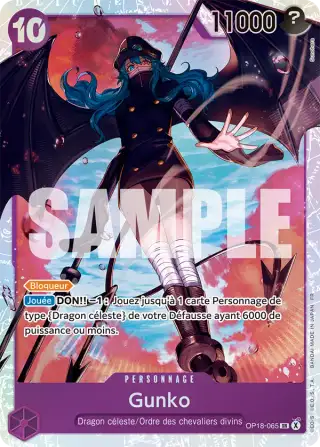 10
11000
?
SAMPLE
Bloqueur
Jouée DON!! −1 : Jouez jusqu'à 1 carte Personnage de
type {Dragon céleste} de votre Défausse ayant 6000 de
puissance ou moins.
PERSONNAGE
Gunko
Dragon céleste/Ordre des chevaliers divins
OP18-065 X